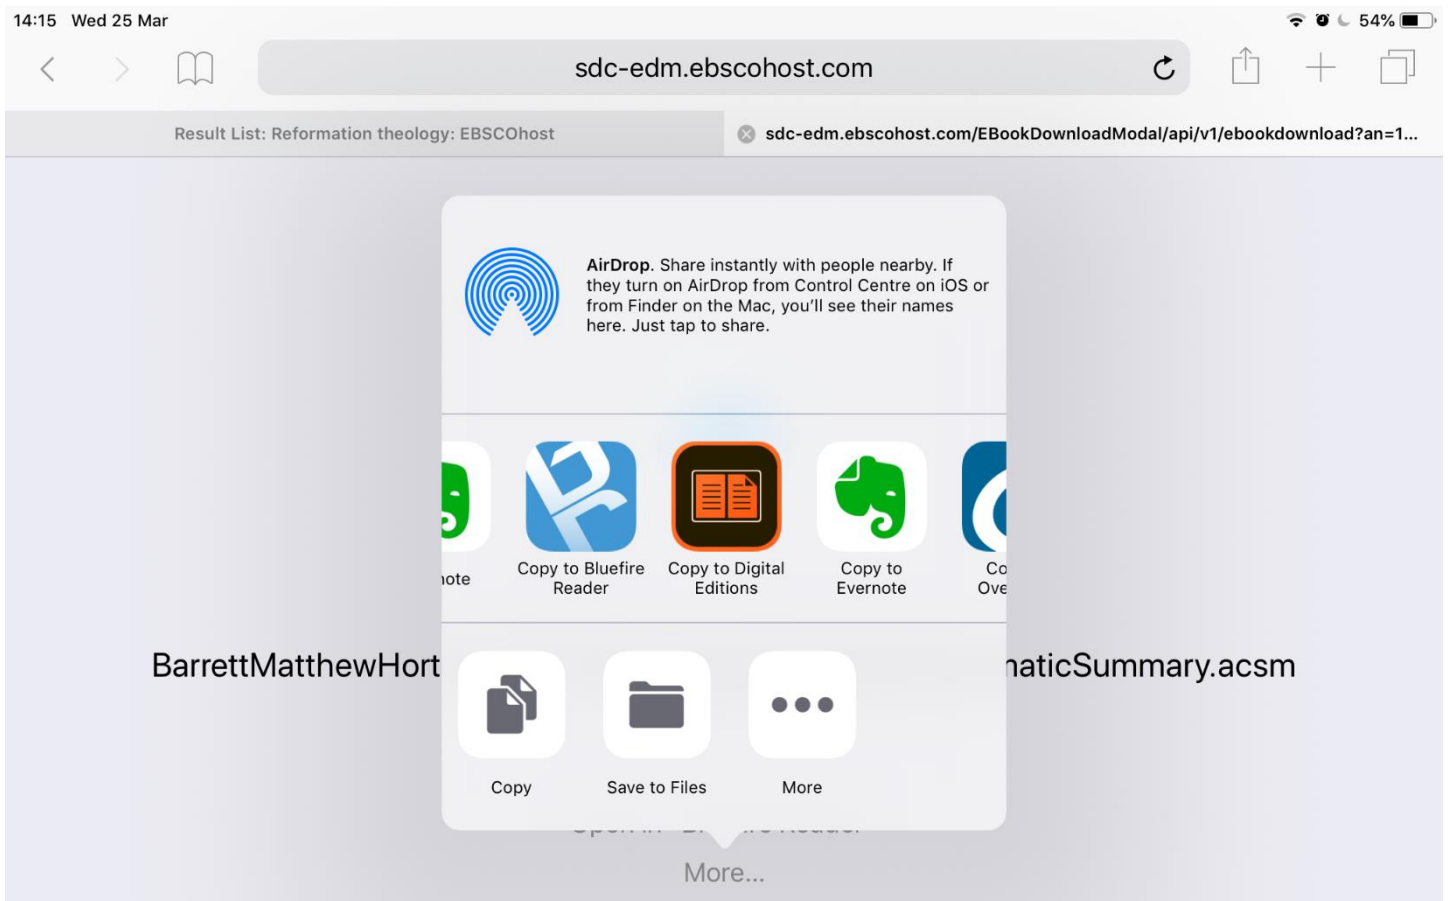 14:15 Wed 25 Mar
54%
sdc-edm.ebscohost.com
Result List: Reformation theology: EBSCOhost
sdc-edm.ebscohost.com/EBookDownloadModal/api/v1/ebookdownload?an=1...
AirDrop. Share instantly with people nearby. If
they turn on AirDrop from Control Centre on iOS or
from Finder on the Mac, you'll see their names
here. Just tap to share.
Copy to Bluefire
Reader
Copy to Digital
Editions
Copy to
Evernote
BarrettMatthewHort
maticSummary.acsm
Copy
Save to Files
More
More...